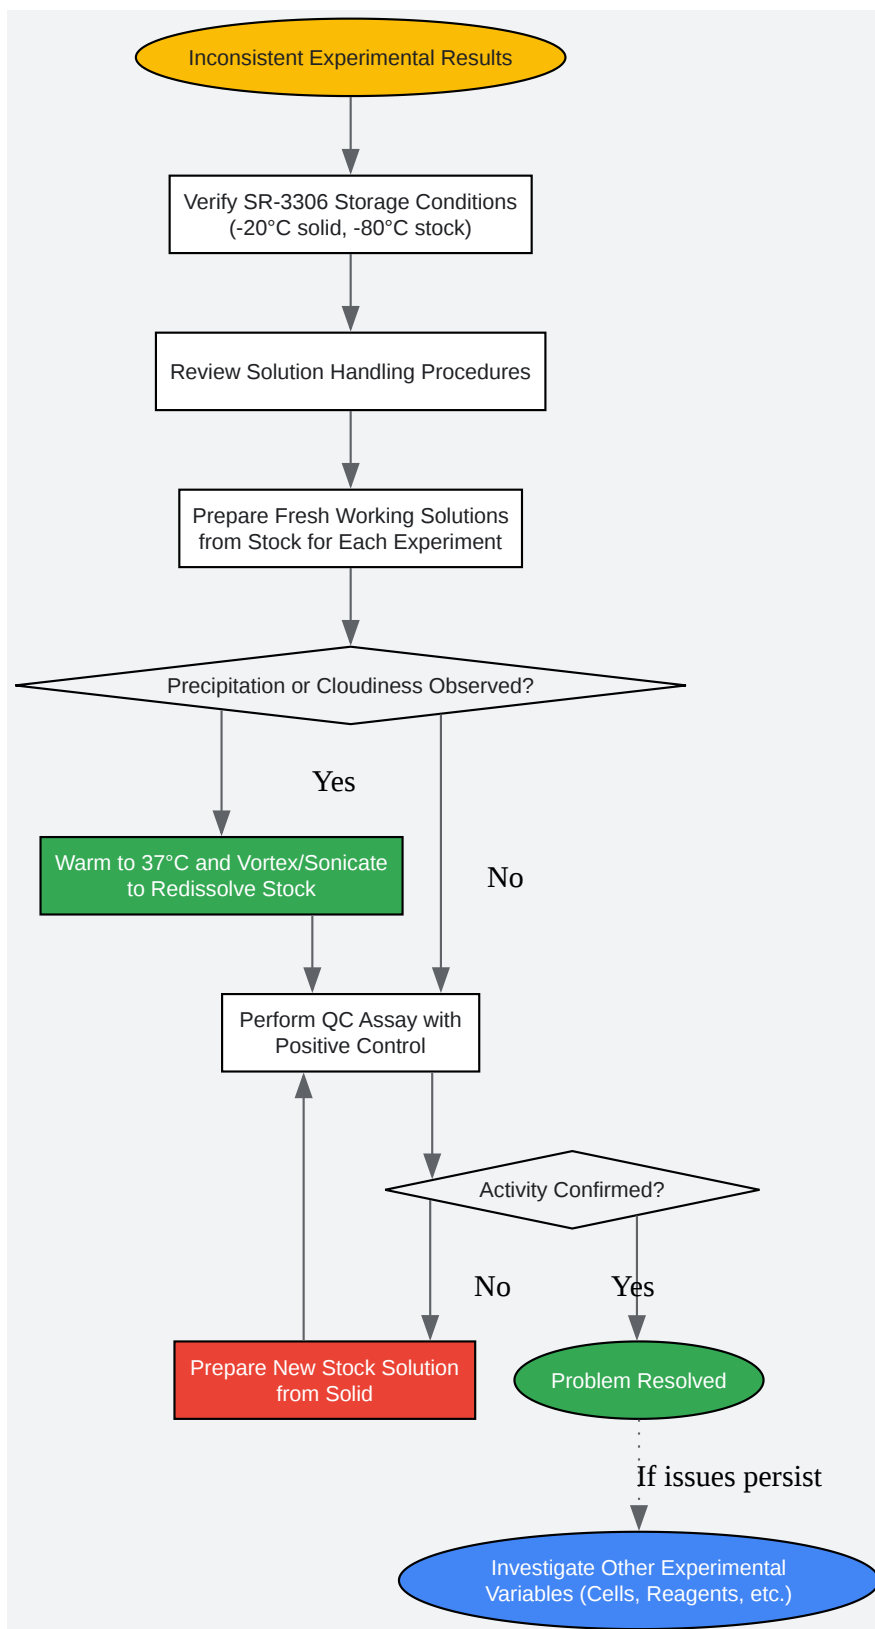 Inconsistent Experimental Results
Verify SR-3306 Storage Conditions
(-20°C solid, -80°C stock)
Review Solution Handling Procedures
Prepare Fresh Working Solutions
from Stock for Each Experiment
Precipitation or Cloudiness Observed?
Yes
Warm to 37°C and Vortex/Sonicate
to Redissolve Stock
No
Perform QC Assay with
Positive Control
Activity Confirmed?
No
Yes
Prepare New Stock Solution
from Solid
Problem Resolved
If issues persist
Investigate Other Experimental
Variables (Cells, Reagents, etc.)